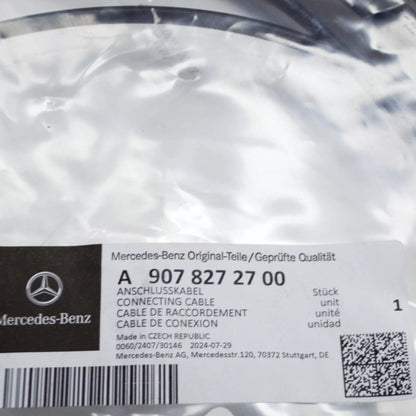 Mercedes-Benz Original-Teile/Geprüfte Qualität
A 907 827 27 00
ANSCHLUSSKABEL Stück
CONNECTING CABLE unit
CABLE DE RACCORDEMENT unité
CABLE DE CONEXION unidad
1
Made in CZECH REPUBLIC
0060/2407/30146 2024-07-29
Mercedes-Benz AG, Mercedesstr.120, 70372 Stuttgart, DE
Mercedes-Benz